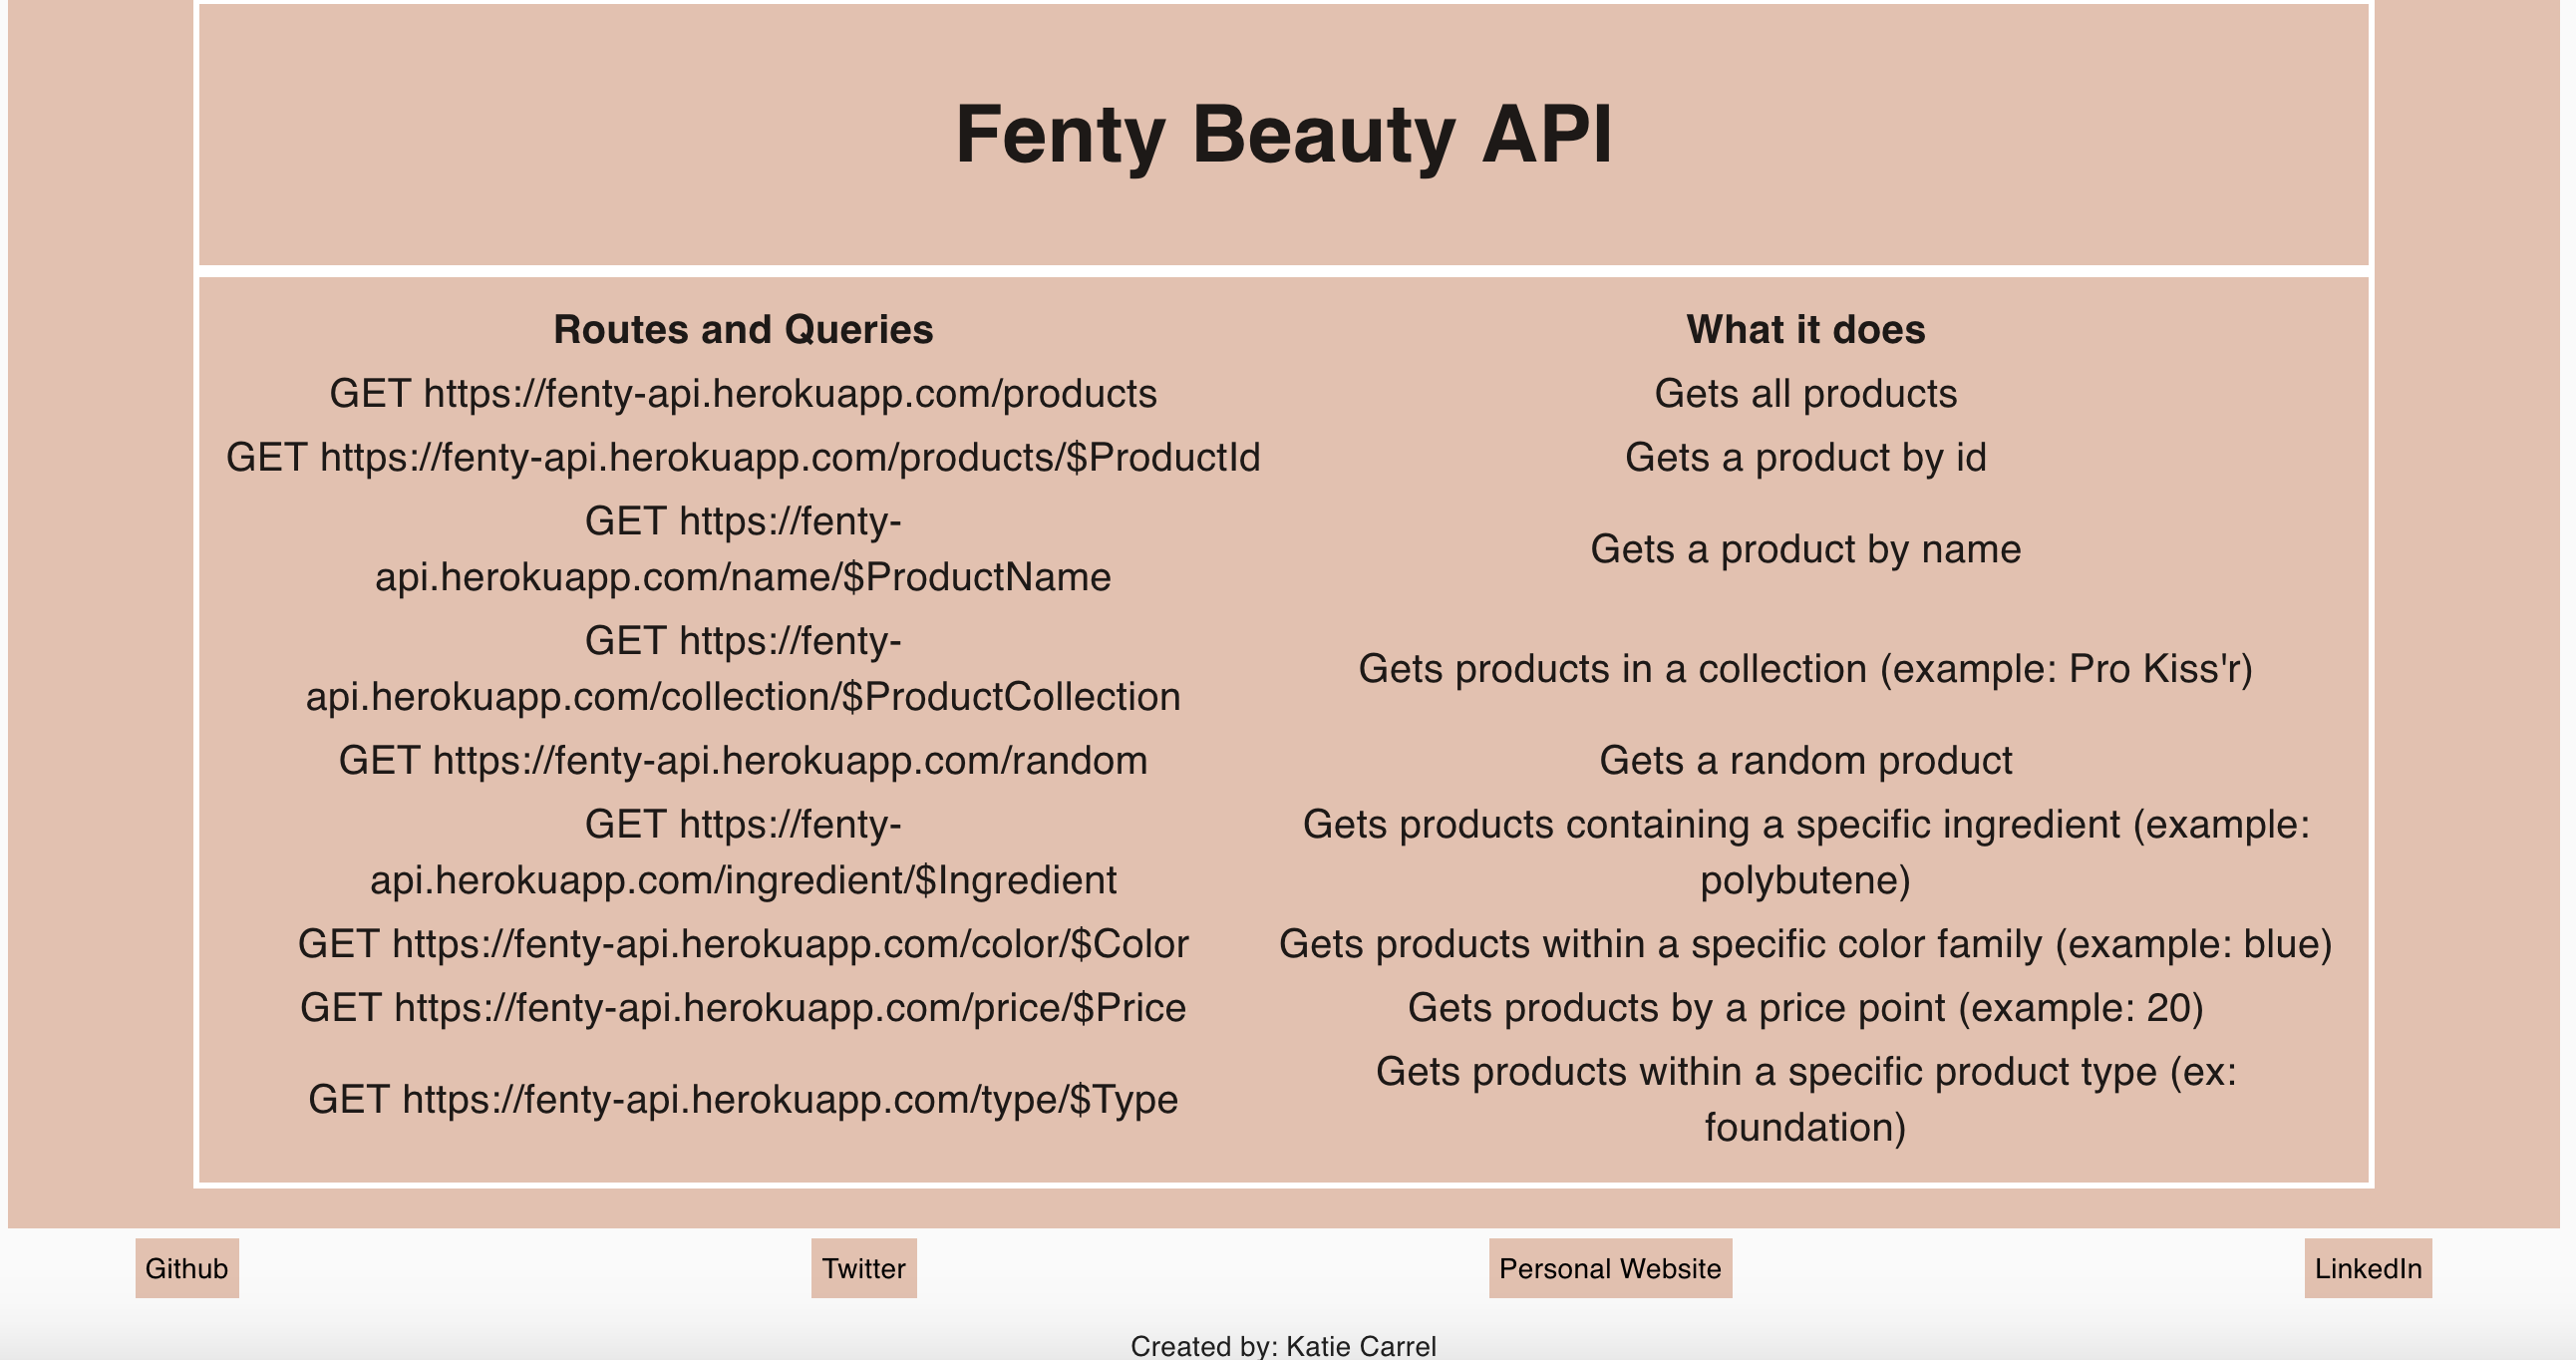 Fenty Beauty API
Routes and Queries
What it does
GET https://fenty-api.herokuapp.com/products
Gets all products
GET https://fenty-api.herokuapp.com/products/$ProductId
Gets a product by id
GET https://fenty-
api.herokuapp.com/name/$ProductName
Gets a product by name
GET https://fenty-
api.herokuapp.com/collection/$ProductCollection
Gets products in a collection (example: Pro Kiss'r)
GET https://fenty-api.herokuapp.com/random
Gets a random product
GET https://fenty-
api.herokuapp.com/ingredient/$Ingredient
Gets products containing a specific ingredient (example:
polybutene)
GET https://fenty-api.herokuapp.com/color/$Color
Gets products within a specific color family (example: blue)
GET https://fenty-api.herokuapp.com/price/$Price
Gets products by a price point (example: 20)
GET https://fenty-api.herokuapp.com/type/$Type
Gets products within a specific product type (ex:
foundation)
Github
Twitter
Personal Website
LinkedIn
Created by: Katie Carrel